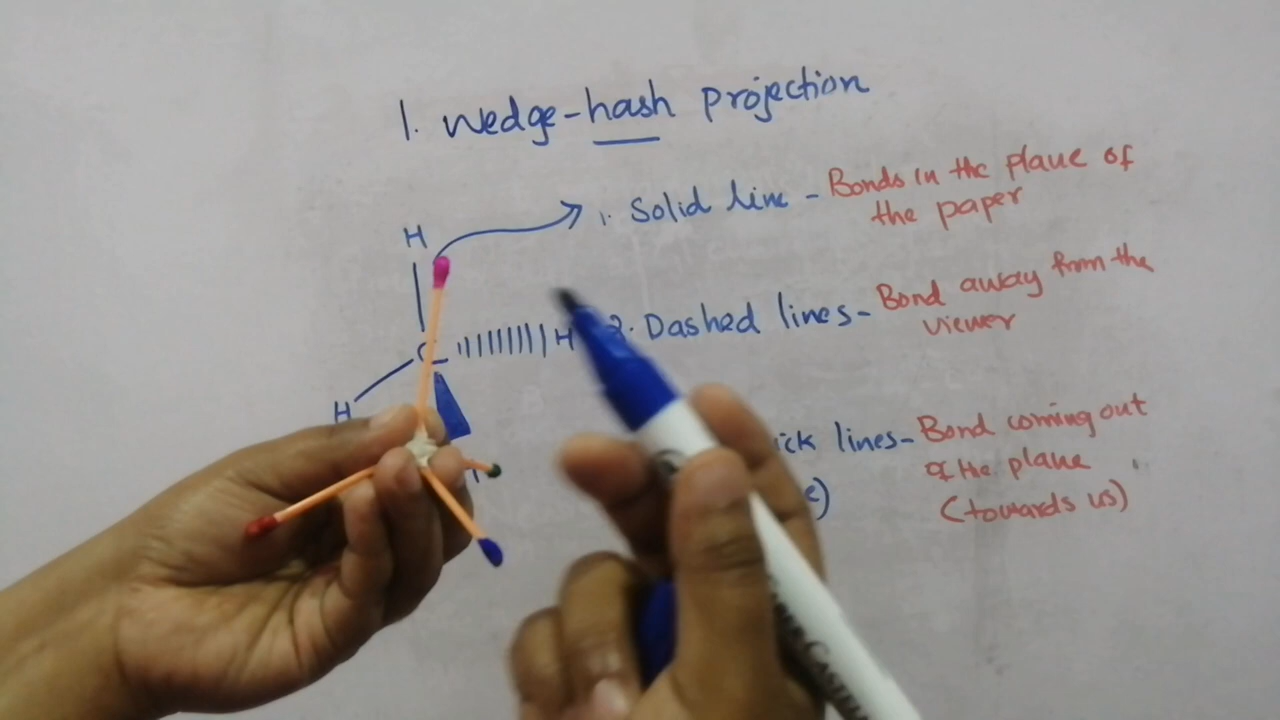 1. Wedge-hash projection
1. Solid line - Bonds in the plane of
the paper
H
2. Dashed lines - Bond away from the
viewer
C H
H
lines - Bond coming out
of the plane
(towards us)